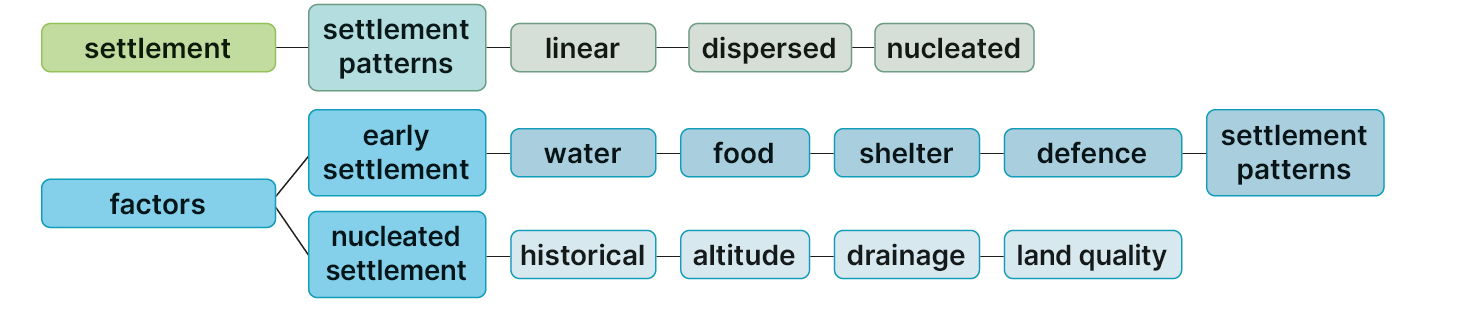 settlement
settlement
patterns
linear
dispersed
nucleated
factors
early
settlement
water
food
shelter
defence
settlement
patterns
nucleated
settlement
historical
altitude
drainage
land quality